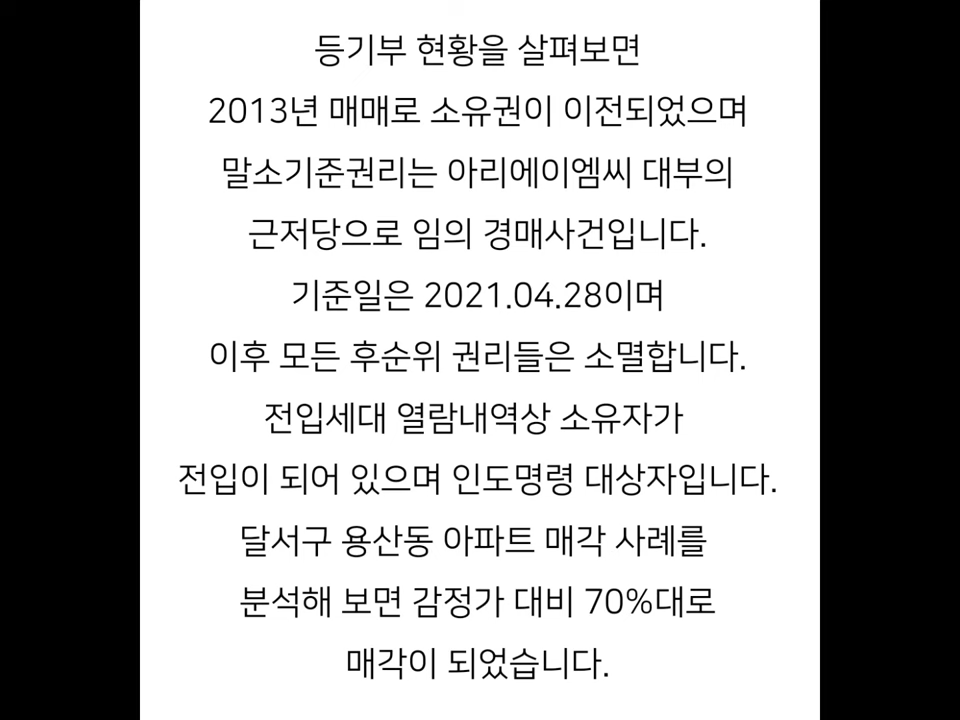 등기부 현황을 살펴보면
2013년 매매로 소유권이 이전되었으며
말소기준권리는 아리에이엠씨 대부의
근저당으로 임의 경매사건입니다.
기준일은 2021.04.28이며
이후 모든 후순위 권리들은 소멸합니다.
전입세대 열람내역상 소유자가
전입이 되어 있으며 인도명령 대상자입니다.
달서구 용산동 아파트 매각 사례를
분석해 보면 감정가 대비 70%대로
매각이 되었습니다.